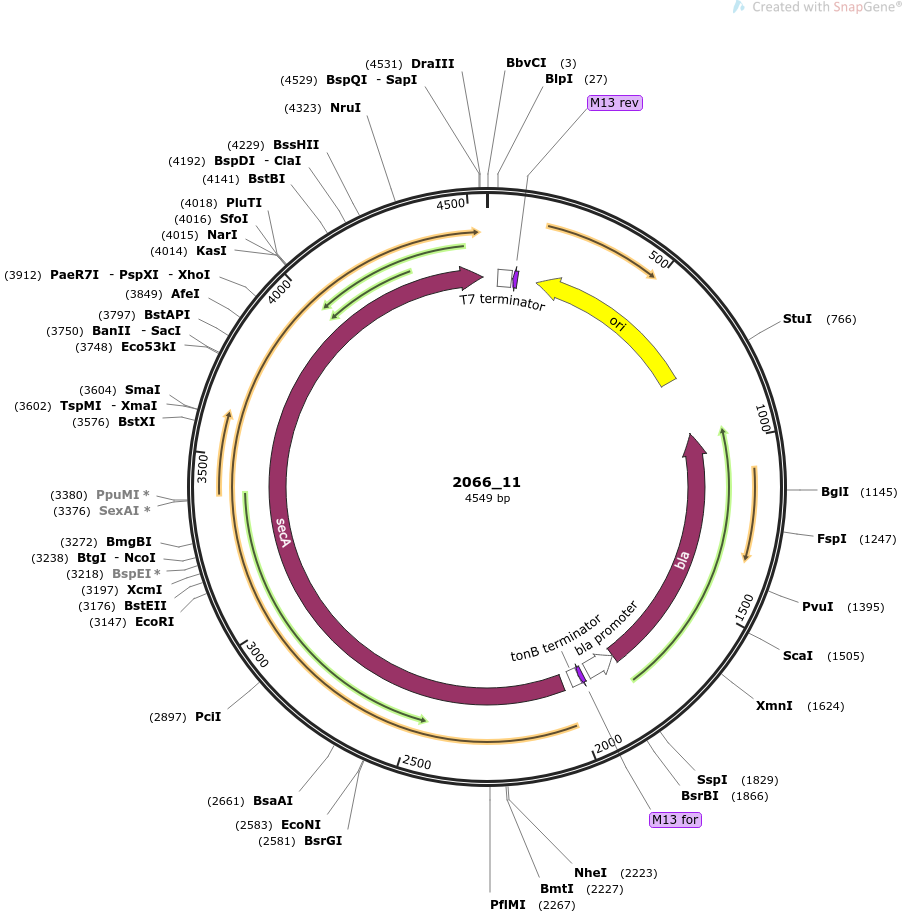 Created with SnapGene®
(4531) DraIII
(4529) BspQI - SapI
(4323) NruI
(4229) BssHII
(4192) BspDI - ClaI
(4141) BstBI
(4018) PluTI
(4016) SfoI
(4015) NarI
(4014) KasI
(3912) PaeR7I - PspXI - XhoI
(3849) AfeI
(3797) BstAPI
(3750) BanII - SacI
(3748) Eco53kI
(3604) SmaI
(3602) TspMI - XmaI
(3576) BstXI
(3380) PpuMI *
(3376) SexAI *
(3272) BmgBI
(3238) BtgI - NcoI
(3218) BspEI *
(3197) XcmI
(3176) BstEII
(3147) EcoRI
(2897) PciI
(2661) BsaAI
(2583) EcoNI
(2581) BsrGI
BbvCI (3)
BlpI (27)
M13 rev
StuI (766)
BglI (1145)
FspI (1247)
PvuI (1395)
ScaI (1505)
XmnI (1624)
SspI (1829)
BsrBI (1866)
M13 for
NheI (2223)
BmtI (2227)
PflMI (2267)
4500
500
1000
1500
2000
2500
3000
3500
4000
T7 terminator
ori
bla
bla promoter
tonB terminator
secA
2066_11
4549 bp